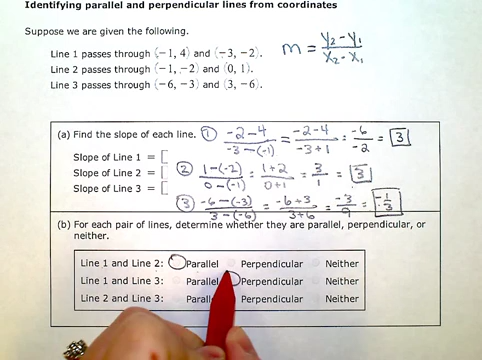 Identifying parallel and perpendicular lines from coordinates
Suppose we are given the following.
m = y₂-y₁ / x₂-x₁
Line 1 passes through (−1, 4) and (−3, −2).
Line 2 passes through (−1, −2) and (0, 1).
Line 3 passes through (−6, −3) and (3, −6).
(a) Find the slope of each line. ① -2-4 / -3-(-1) = -2-4 / -3+1 = -6 / -2 = 3
Slope of Line 1 = [
Slope of Line 2 = [ ② 1-(-2) / 0-(-1) = 1+2 / 0+1 = 3 / 1 = 3
Slope of Line 3 = [ ③ -6-(-3) / 3-(-6) = -6+3 / 3+6 = -3 / 9 = -1/3
(b) For each pair of lines, determine whether they are parallel, perpendicular, or
neither.
Line 1 and Line 2: Parallel Perpendicular Neither
Line 1 and Line 3: Parallel Perpendicular Neither
Line 2 and Line 3: Perpendicular Neither